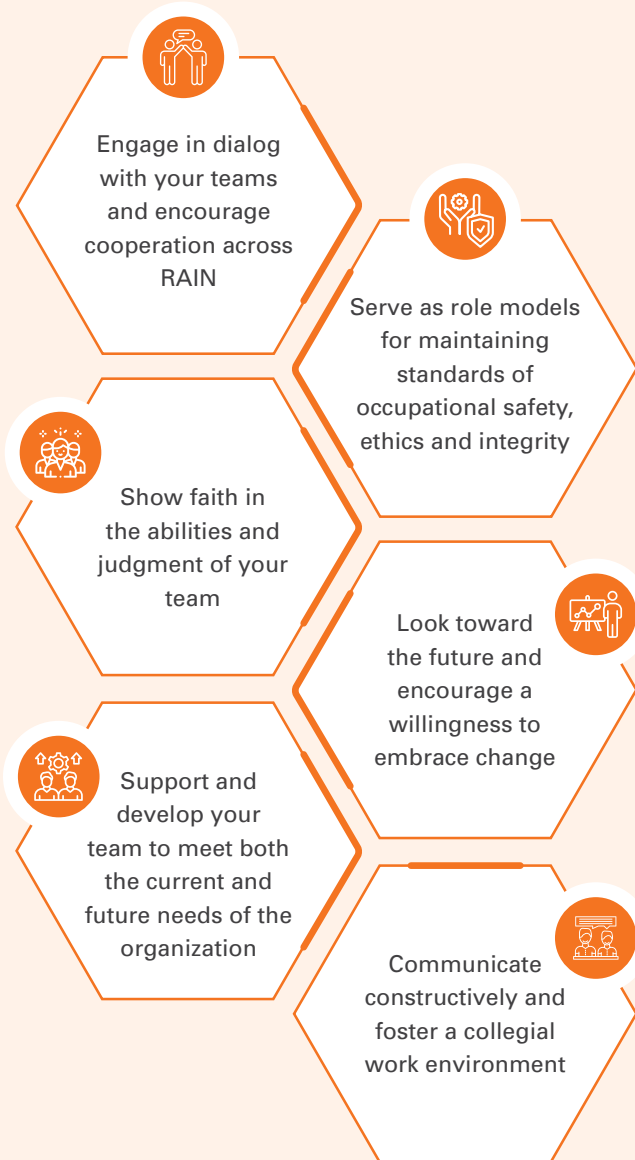 Engage in dialog
with your teams
and encourage
cooperation across
RAIN
Serve as role models
for maintaining
standards of
occupational safety,
ethics and integrity
Show faith in
the abilities and
judgment of your
team
Look toward
the future and
encourage a
willingness to
embrace change
Support and
develop your
team to meet both
the current and
future needs of the
organization
Communicate
constructively and
foster a collegial
work environment